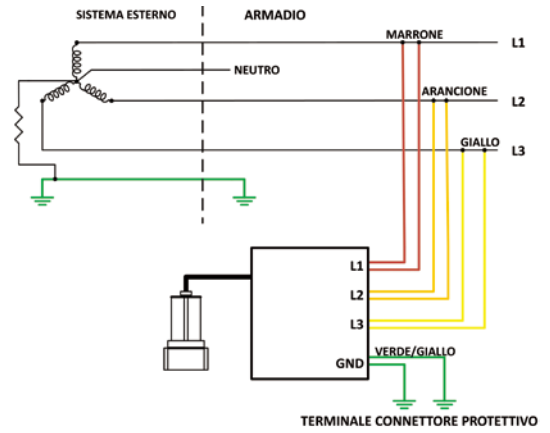 SISTEMA ESTERNO
ARMADIO
MARRONE
L1
NEUTRO
ARANCIONE
L2
GIALLO
L3
L1
L2
L3
VERDE/GIALLO
GND
TERMINALE CONNETTORE PROTETTIVO